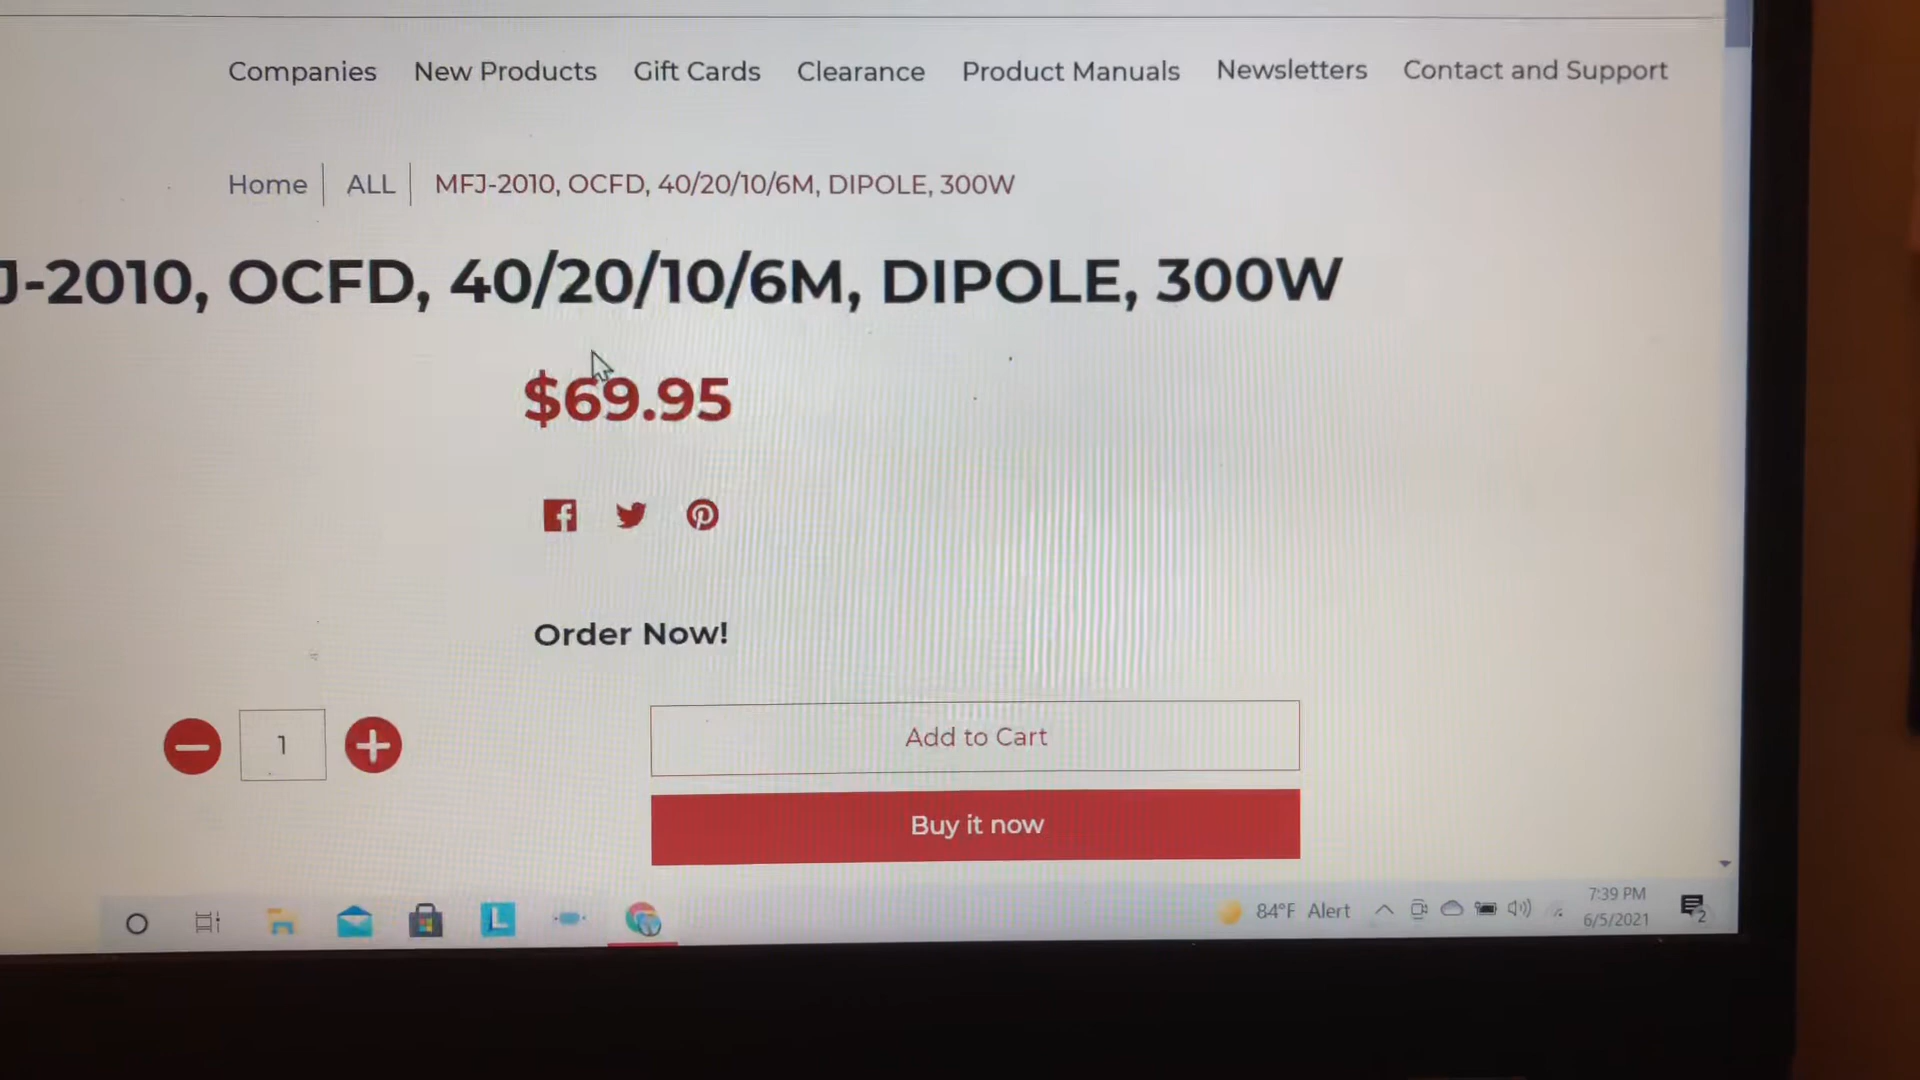 Companies New Products Gift Cards Clearance Product Manuals Newsletters Contact and Support
Home ALL MFJ-2010, OCFD, 40/20/10/6M, DIPOLE, 300W
J-2010, OCFD, 40/20/10/6M, DIPOLE, 300W
$69.95
Order Now!
1
Add to Cart
Buy it now
84°F Alert
7:39 PM
6/5/2021
2
L